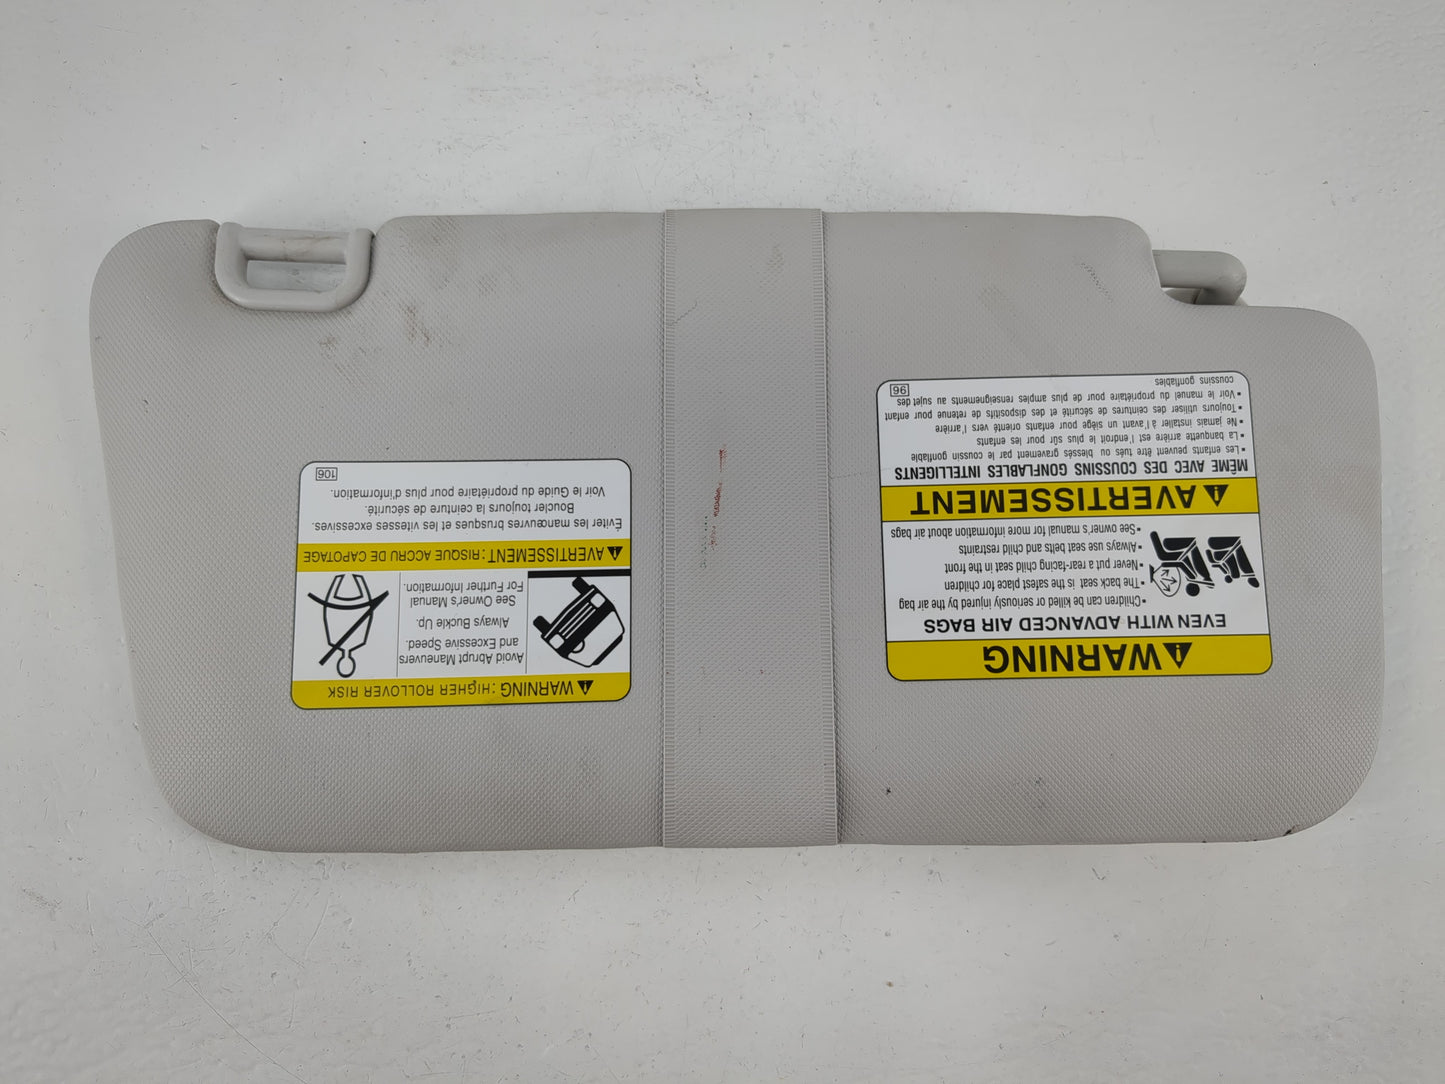 WARNING
EVEN WITH ADVANCED AIR BAGS
•Children can be killed or seriously injured by the air bag
•The back seat is the safest place for children
•Never put a rear-facing child seat in the front
•Always use seat belts and child restraints
•See owner's manual for more information about air bags
AVERTISSEMENT
MÊME AVEC DES COUSSINS GONFLABLES INTELLIGENTS
•Les enfants peuvent être tués ou blessés gravement par le coussin gonflable
•La banquette arrière est l'endroit le plus sûr pour les enfants
•Ne jamais installer à l'avant un siège pour enfants orienté vers l'arrière
•Toujours utiliser des ceintures de sécurité et des dispositifs de retenue pour enfant
•Voir le manuel du propriétaire pour de plus amples renseignements au sujet des
coussins gonflables
96
WARNING : HIGHER ROLLOVER RISK
Avoid Abrupt Maneuvers
and Excessive Speed.
Always Buckle Up.
See Owner's Manual
For Further Information.
AVERTISSEMENT : RISQUE ACCRU DE CAPOTAGE
Éviter les manœuvres brusques et les vitesses excessives.
Boucler toujours la ceinture de sécurité.
Voir le Guide du propriétaire pour plus d'information.
106